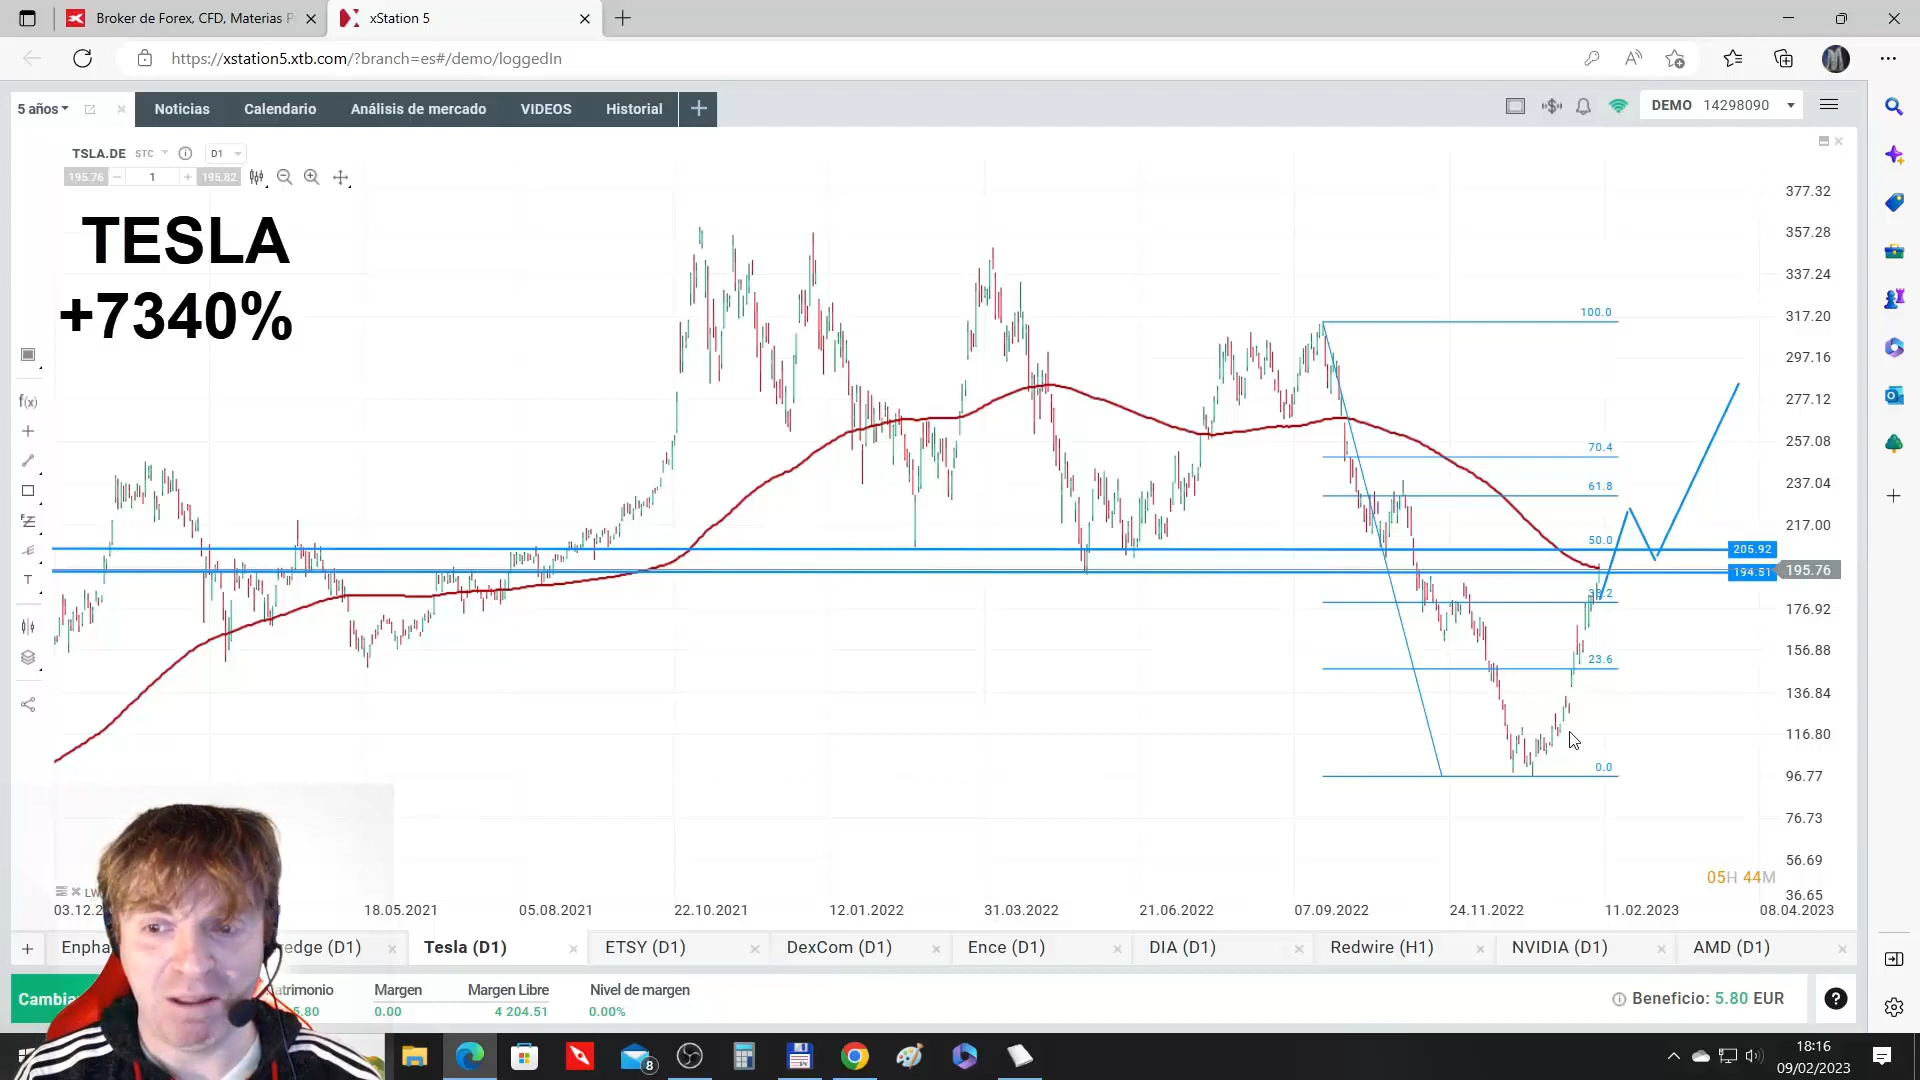 Broker de Forex, CFD, Materias P
xStation 5
https://xstation5.xtb.com/?branch=es#/demo/loggedIn
5 años
Noticias
Calendario
Análisis de mercado
VIDEOS
Historial
DEMO 14298090
TSLA.DE STC D1
195.76 1 195.82
TESLA
+7340%
377.32
357.28
337.24
317.20
297.16
277.12
257.08
237.04
217.00
205.92
194.51
195.76
176.92
156.88
136.84
116.80
96.77
76.73
56.69
36.65
100.0
70.4
61.8
50.0
38.2
23.6
0.0
f(x)
T
05H 44M
LW
03.12.2
18.05.2021
05.08.2021
22.10.2021
12.01.2022
31.03.2022
21.06.2022
07.09.2022
24.11.2022
11.02.2023
08.04.2023
Enpha
edge (D1)
Tesla (D1)
ETSY (D1)
DexCom (D1)
Ence (D1)
DIA (D1)
Redwire (H1)
NVIDIA (D1)
AMD (D1)
Cambia
atrimonio
5.80
Margen
0.00
Margen Libre
4 204.51
Nivel de margen
0.00%
Beneficio: 5.80 EUR
8
18:16
09/02/2023